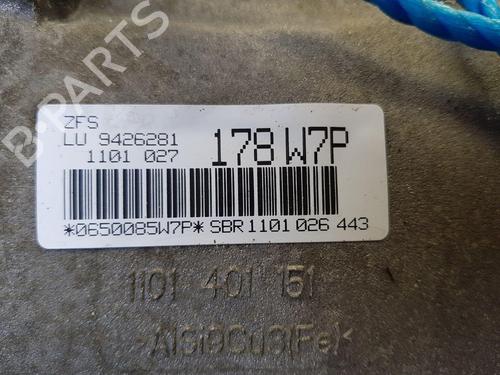 B-PARTS
ZFS
LU 9426281
1101 027
178 W7P
*0650085W7P* SBR 1101 026 443
1101 401 151
>AlSi9Cu3(Fe)<